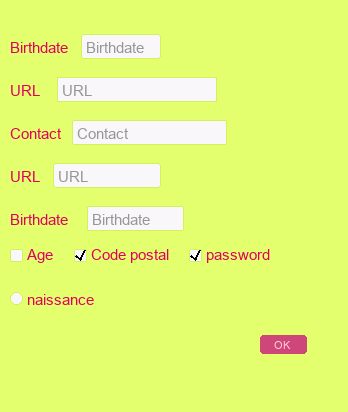 Birthdate Birthdate
URL URL
Contact Contact
URL URL
Birthdate Birthdate
Age Code postal password
naissance
OK